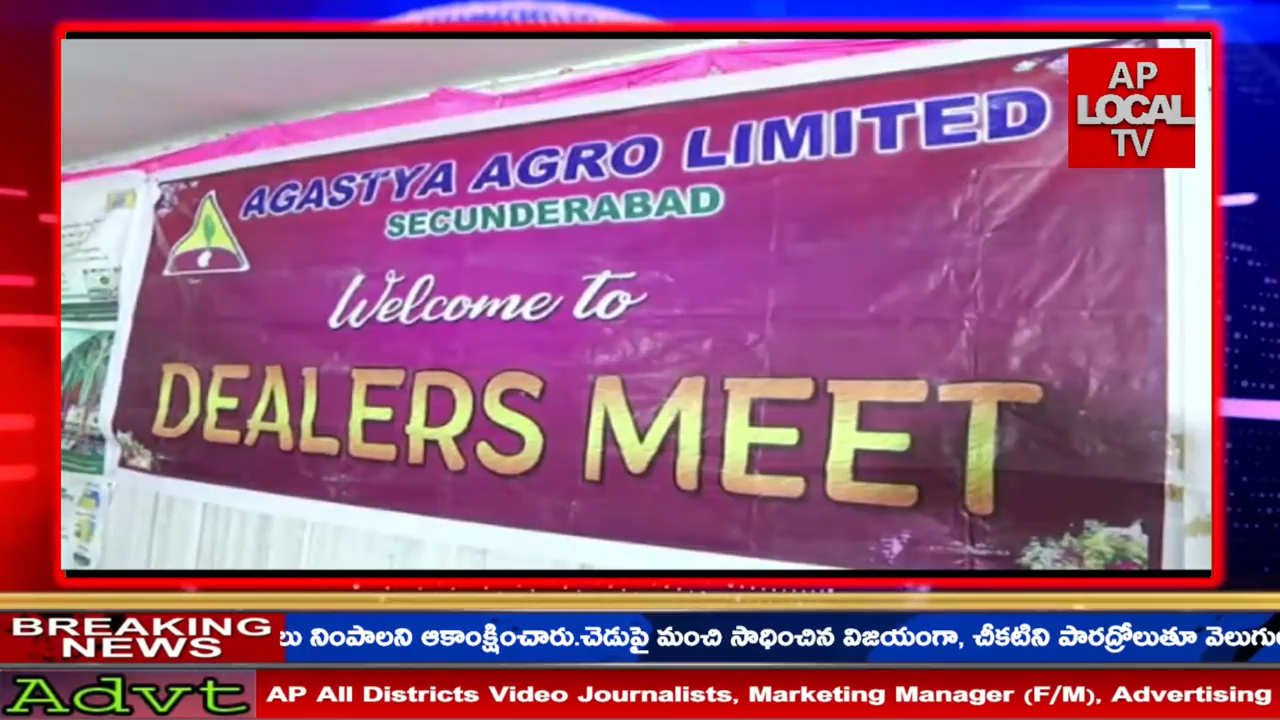 AP
LOCAL
TV
AGASTYA AGRO LIMITED
SECUNDERABAD
Welcome to
DEALERS MEET
BREAKING
NEWS
లు నింపాలని ఆకాంక్షించారు.చెడుపై మంచి సాధించిన విజయంగా, చీకటిని పారద్రోలుతూ
Advt
AP All Districts Video Journalists, Marketing Manager (F/M), Advertising